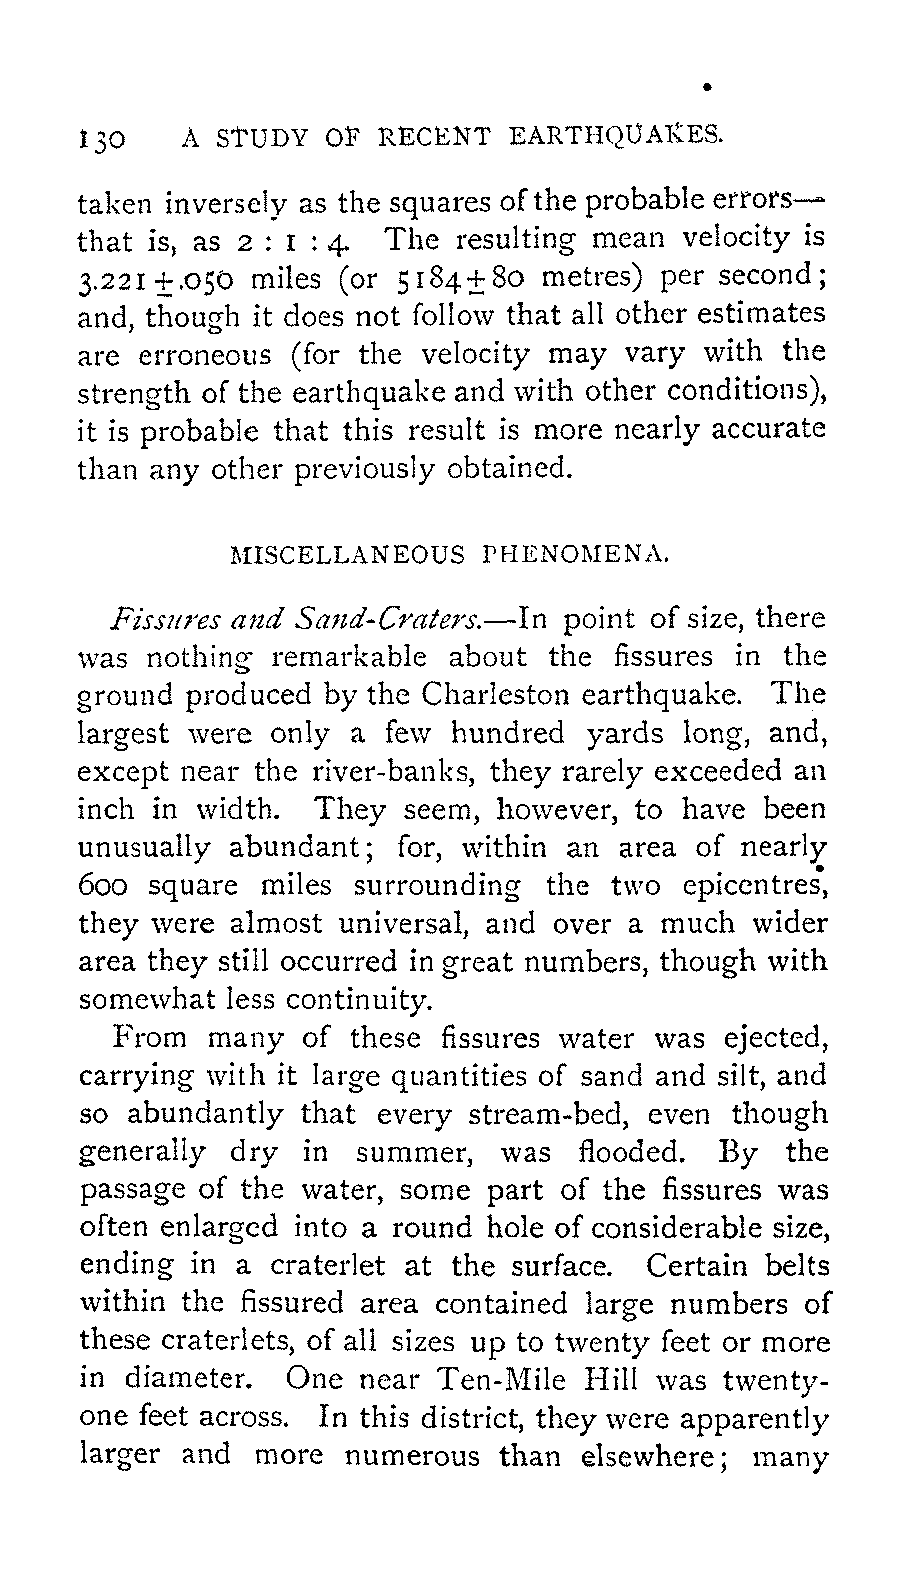 130 A STUDY OF RECENT EARTHQUAKES.
taken inversely as the squares of the probable errors—
that is, as 2 : 1 : 4. The resulting mean velocity is
3.221 ± .050 miles (or 5184 ± 80 metres) per second;
and, though it does not follow that all other estimates
are erroneous (for the velocity may vary with the
strength of the earthquake and with other conditions),
it is probable that this result is more nearly accurate
than any other previously obtained.
MISCELLANEOUS PHENOMENA.
Fissures and Sand-Craters.—In point of size, there
was nothing remarkable about the fissures in the
ground produced by the Charleston earthquake. The
largest were only a few hundred yards long, and,
except near the river-banks, they rarely exceeded an
inch in width. They seem, however, to have been
unusually abundant; for, within an area of nearly
600 square miles surrounding the two epicentres,
they were almost universal, and over a much wider
area they still occurred in great numbers, though with
somewhat less continuity.
From many of these fissures water was ejected,
carrying with it large quantities of sand and silt, and
so abundantly that every stream-bed, even though
generally dry in summer, was flooded. By the
passage of the water, some part of the fissures was
often enlarged into a round hole of considerable size,
ending in a craterlet at the surface. Certain belts
within the fissured area contained large numbers of
these craterlets, of all sizes up to twenty feet or more
in diameter. One near Ten-Mile Hill was twenty-
one feet across. In this district, they were apparently
larger and more numerous than elsewhere; many